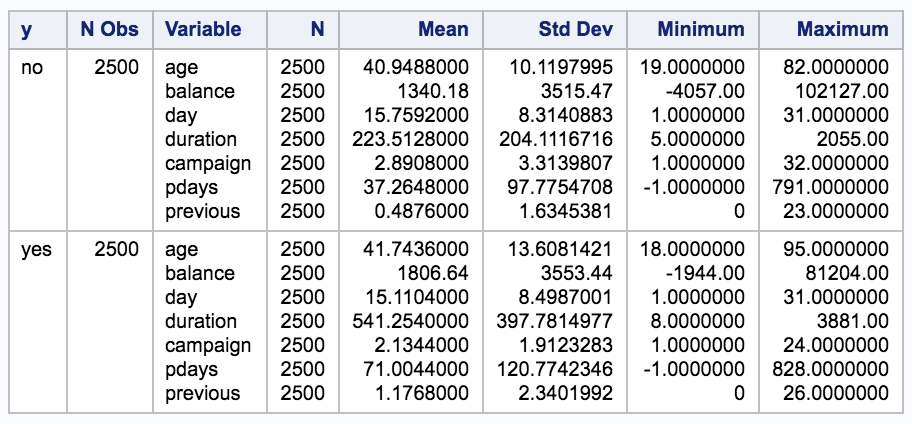 y N Obs Variable N Mean Std Dev Minimum Maximum
no 2500 age 2500 40.9488000 10.1197995 19.0000000 82.0000000
balance 2500 1340.18 3515.47 -4057.00 102127.00
day 2500 15.7592000 8.3140883 1.0000000 31.0000000
duration 2500 223.5128000 204.1116716 5.0000000 2055.00
campaign 2500 2.8908000 3.3139807 1.0000000 32.0000000
pdays 2500 37.2648000 97.7754708 -1.0000000 791.0000000
previous 2500 0.4876000 1.6345381 0 23.0000000
yes 2500 age 2500 41.7436000 13.6081421 18.0000000 95.0000000
balance 2500 1806.64 3553.44 -1944.00 81204.00
day 2500 15.1104000 8.4987001 1.0000000 31.0000000
duration 2500 541.2540000 397.7814977 8.0000000 3881.00
campaign 2500 2.1344000 1.9123283 1.0000000 24.0000000
pdays 2500 71.0044000 120.7742346 -1.0000000 828.0000000
previous 2500 1.1768000 2.3401992 0 26.0000000